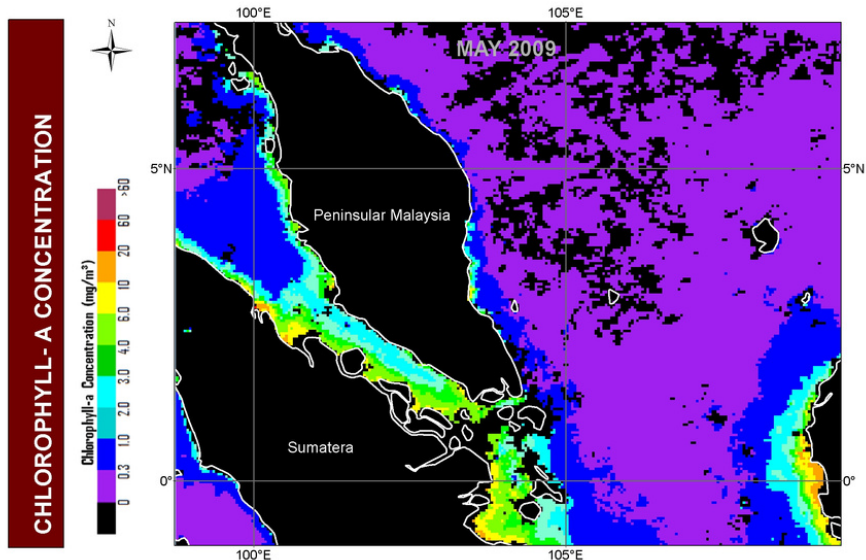 N
100°E
105°E
MAY 2009
5°N
5°N
Peninsular Malaysia
Sumatera
0°
0°
100°E
105°E
CHLOROPHYLL- A CONCENTRATION
Chlorophyll-a Concentration (mg/m³)
>60
60
20
10
6.0
4.0
3.0
2.0
1.0
0.3
0